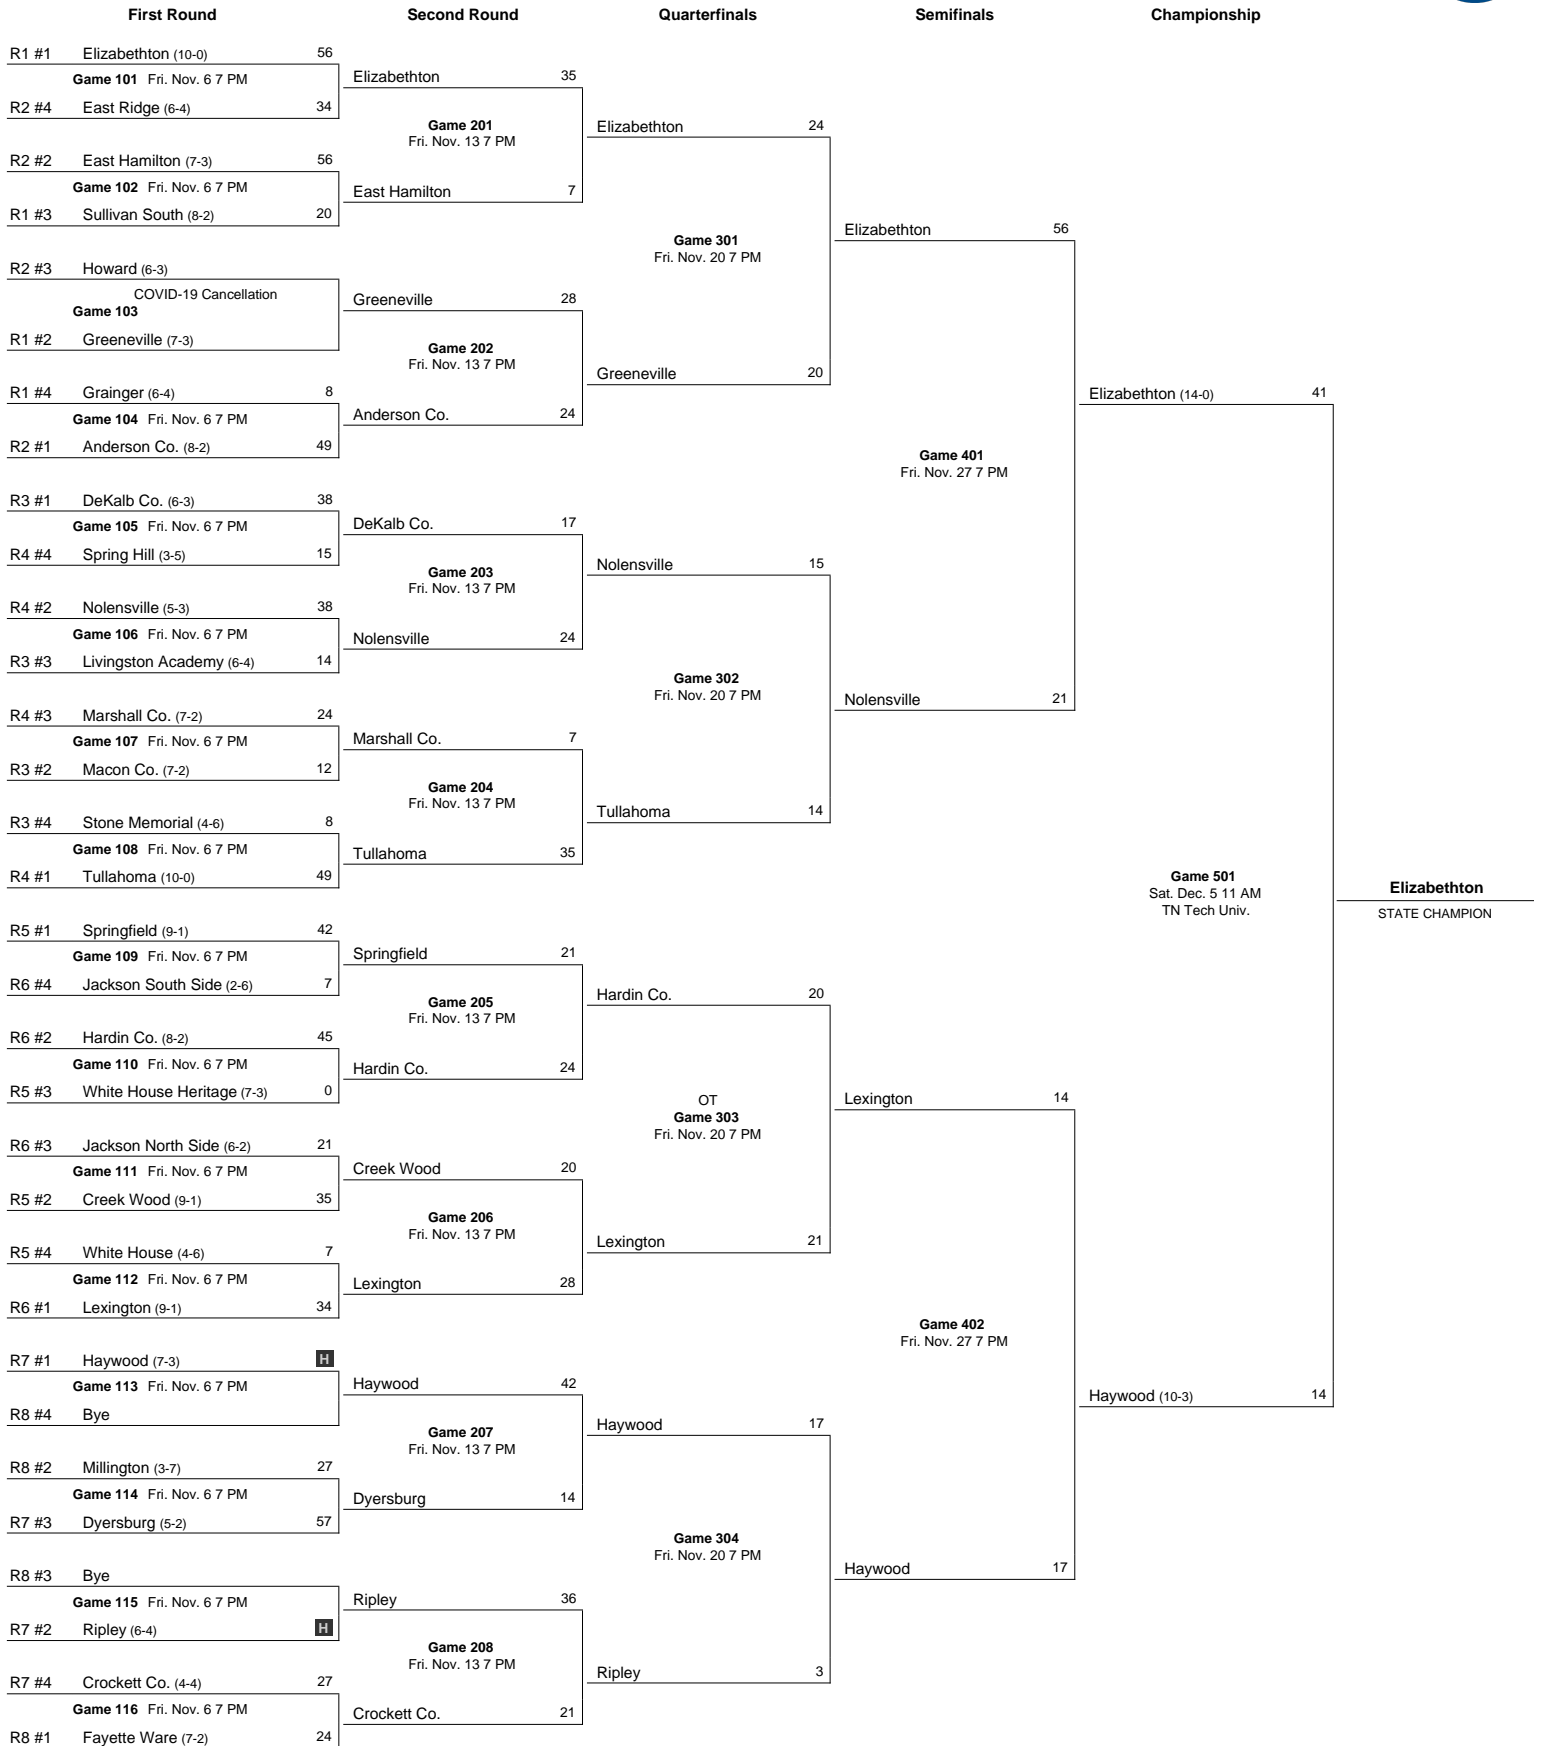 First Round Second Round Quarterfinals Semifinals Championship
R1 #1 Elizabethton (10-0) 56
Game 101 Fri. Nov. 6 7 PM
R2 #4 East Ridge (6-4) 34
R2 #2 East Hamilton (7-3) 56
Game 102 Fri. Nov. 6 7 PM
R1 #3 Sullivan South (8-2) 20
R2 #3 Howard (6-3)
COVID-19 Cancellation
Game 103
R1 #2 Greeneville (7-3)
R1 #4 Grainger (6-4) 8
Game 104 Fri. Nov. 6 7 PM
R2 #1 Anderson Co. (8-2) 49
R3 #1 DeKalb Co. (6-3) 38
Game 105 Fri. Nov. 6 7 PM
R4 #4 Spring Hill (3-5) 15
R4 #2 Nolensville (5-3) 38
Game 106 Fri. Nov. 6 7 PM
R3 #3 Livingston Academy (6-4) 14
R4 #3 Marshall Co. (7-2) 24
Game 107 Fri. Nov. 6 7 PM
R3 #2 Macon Co. (7-2) 12
R3 #4 Stone Memorial (4-6) 8
Game 108 Fri. Nov. 6 7 PM
R4 #1 Tullahoma (10-0) 49
R5 #1 Springfield (9-1) 42
Game 109 Fri. Nov. 6 7 PM
R6 #4 Jackson South Side (2-6) 7
R6 #2 Hardin Co. (8-2) 45
Game 110 Fri. Nov. 6 7 PM
R5 #3 White House Heritage (7-3) 0
R6 #3 Jackson North Side (6-2) 21
Game 111 Fri. Nov. 6 7 PM
R5 #2 Creek Wood (9-1) 35
R5 #4 White House (4-6) 7
Game 112 Fri. Nov. 6 7 PM
R6 #1 Lexington (9-1) 34
R7 #1 Haywood (7-3) H
Game 113 Fri. Nov. 6 7 PM
R8 #4 Bye
R8 #2 Millington (3-7) 27
Game 114 Fri. Nov. 6 7 PM
R7 #3 Dyersburg (5-2) 57
R8 #3 Bye
Game 115 Fri. Nov. 6 7 PM
R7 #2 Ripley (6-4) H
R7 #4 Crockett Co. (4-4) 27
Game 116 Fri. Nov. 6 7 PM
R8 #1 Fayette Ware (7-2) 24
Elizabethton 35
Game 201
Fri. Nov. 13 7 PM
East Hamilton 7
Greeneville 28
Game 202
Fri. Nov. 13 7 PM
Anderson Co. 24
DeKalb Co. 17
Game 203
Fri. Nov. 13 7 PM
Nolensville 24
Marshall Co. 7
Game 204
Fri. Nov. 13 7 PM
Tullahoma 35
Springfield 21
Game 205
Fri. Nov. 13 7 PM
Hardin Co. 24
Creek Wood 20
Game 206
Fri. Nov. 13 7 PM
Lexington 28
Haywood 42
Game 207
Fri. Nov. 13 7 PM
Dyersburg 14
Ripley 36
Game 208
Fri. Nov. 13 7 PM
Crockett Co. 21
Elizabethton 24
Game 301
Fri. Nov. 20 7 PM
Greeneville 20
Nolensville 15
Game 302
Fri. Nov. 20 7 PM
Tullahoma 14
Hardin Co. 20
OT
Game 303
Fri. Nov. 20 7 PM
Lexington 21
Haywood 17
Game 304
Fri. Nov. 20 7 PM
Ripley 3
Elizabethton 56
Game 401
Fri. Nov. 27 7 PM
Nolensville 21
Lexington 14
Game 402
Fri. Nov. 27 7 PM
Haywood 17
Elizabethton (14-0) 41
Game 501
Sat. Dec. 5 11 AM
TN Tech Univ.
Haywood (10-3) 14
Elizabethton
STATE CHAMPION